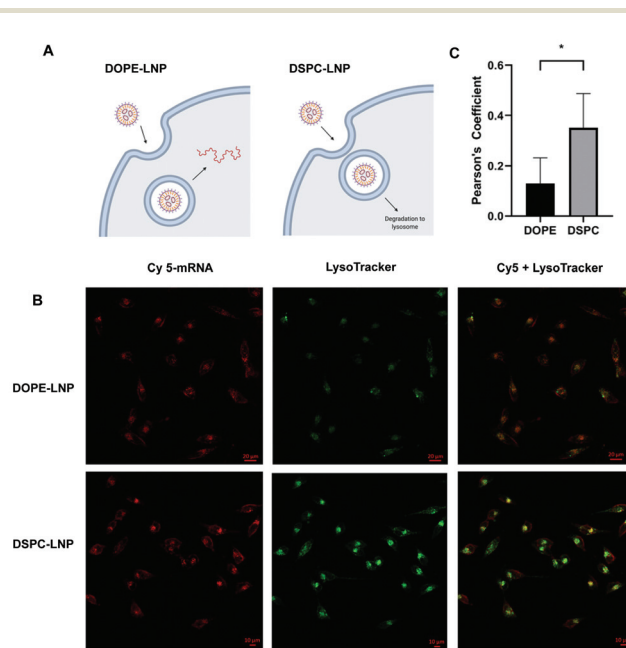 A
DOPE-LNP
DSPC-LNP
Degradation to
lysosome
C
*
Pearson's Coefficient
0.6
0.4
0.2
0.0
DOPE
DSPC
B
Cy 5-mRNA
LysoTracker
Cy5 + LysoTracker
DOPE-LNP
20 µm
20 µm
20 µm
DSPC-LNP
10 µm
10 µm
10 µm